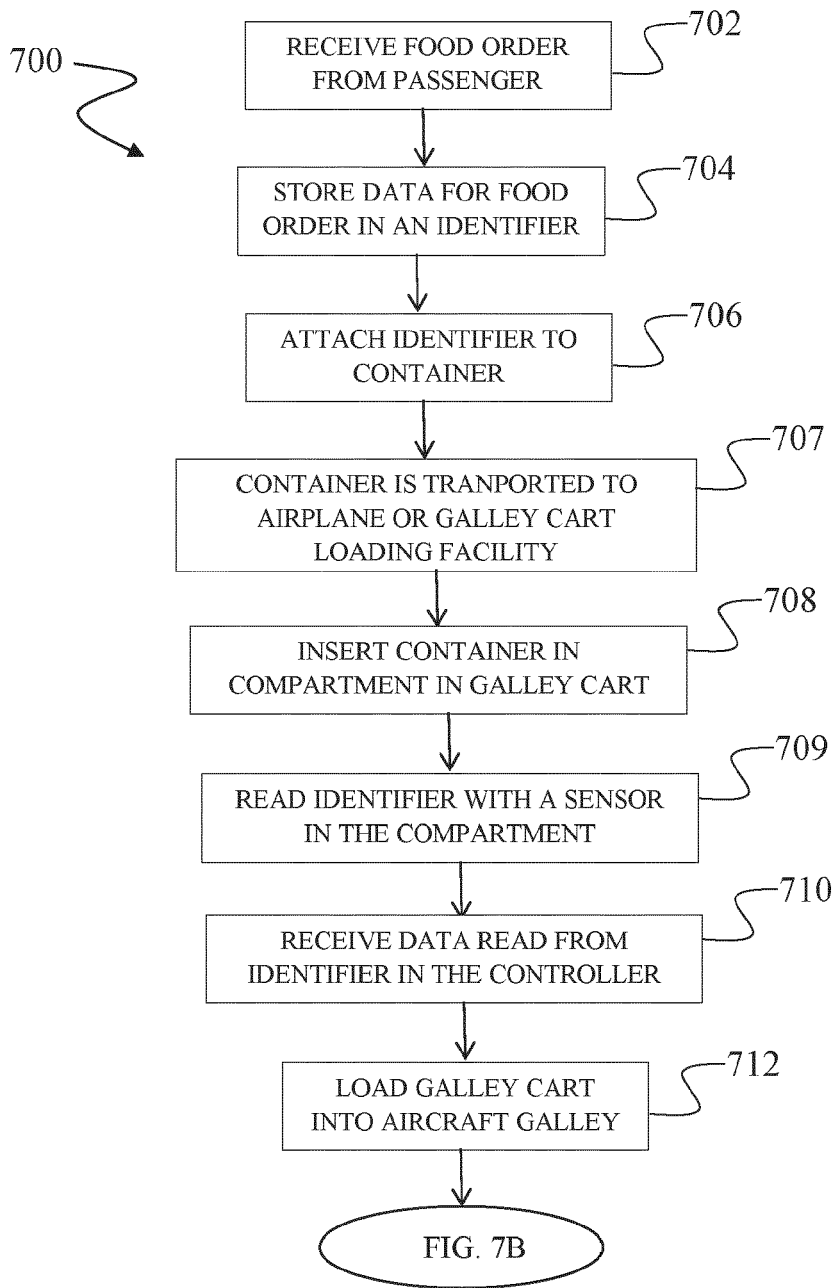 700
702
RECEIVE FOOD ORDER
FROM PASSENGER
704
STORE DATA FOR FOOD
ORDER IN AN IDENTIFIER
706
ATTACH IDENTIFIER TO
CONTAINER
707
CONTAINER IS TRANPORTED TO
AIRPLANE OR GALLEY CART
LOADING FACILITY
708
INSERT CONTAINER IN
COMPARTMENT IN GALLEY CART
709
READ IDENTIFIER WITH A SENSOR
IN THE COMPARTMENT
710
RECEIVE DATA READ FROM
IDENTIFIER IN THE CONTROLLER
712
LOAD GALLEY CART
INTO AIRCRAFT GALLEY
FIG. 7B